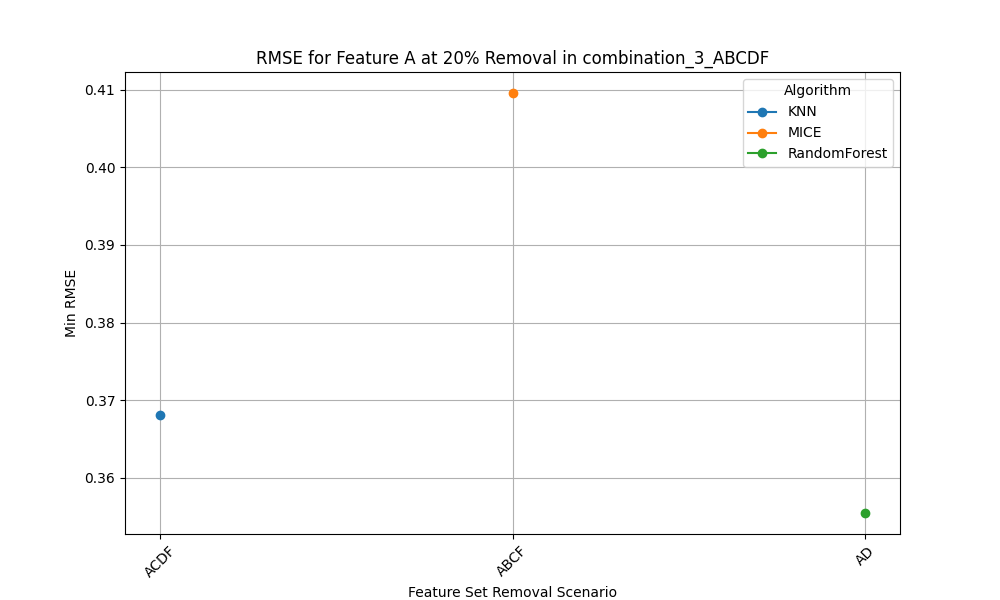 RMSE for Feature A at 20% Removal in combination_3_ABCDF
Algorithm
KNN
MICE
RandomForest
Min RMSE
0.41
0.40
0.39
0.38
0.37
0.36
ACDF
ABCF
AD
Feature Set Removal Scenario